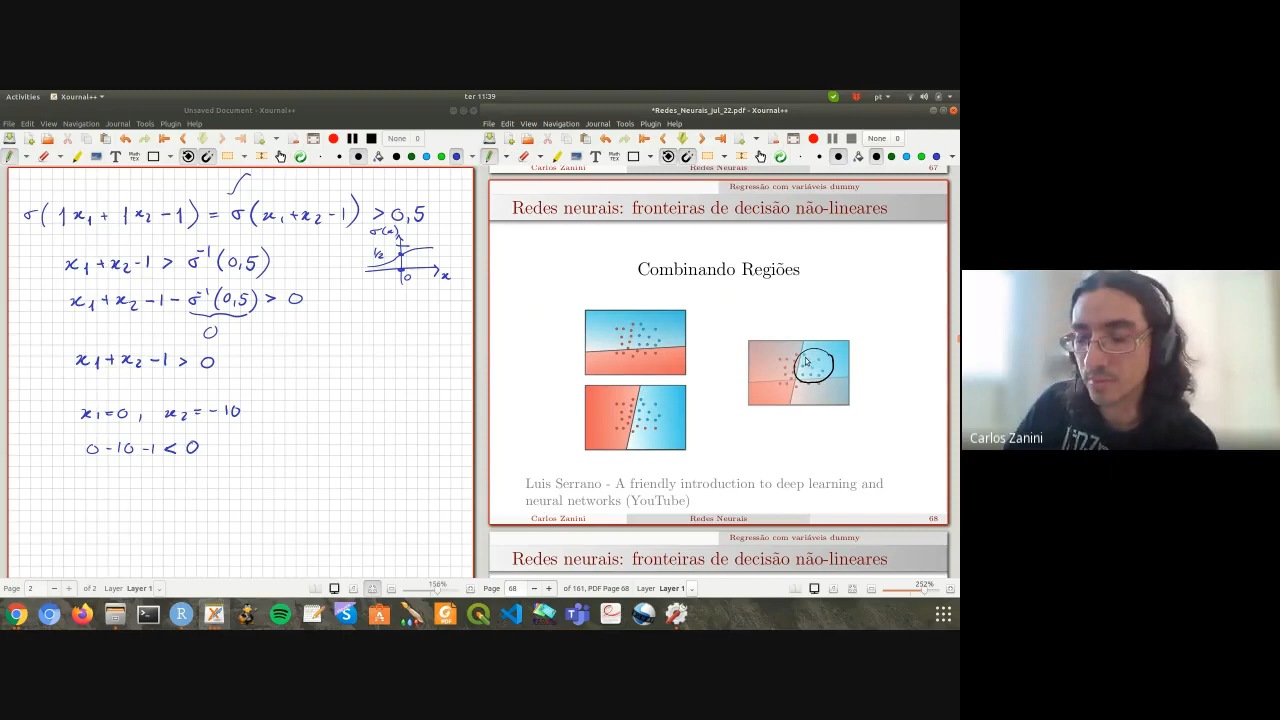 Activities Xournal++ ter 11:39 pt
Unsaved Document - Xournal++
File Edit View Navigation Journal Tools Plugin Help
None 0
σ(1x₁ + 1x₂ - 1) = σ(x₁+x₂-1) > 0,5
σ(x)
1/2
0
x
x₁+x₂-1 > σ⁻¹(0,5)
x₁+x₂-1 - σ⁻¹(0,5) > 0
0
x₁+x₂-1 > 0
x₁=0, x₂=-10
0-10-1 < 0
Page 2 of 2 Layer Layer 1 156%
*Redes_Neurais_Jul_22.pdf - Xournal++
File Edit View Navigation Journal Tools Plugin Help
None 0
Carlos Zanini Redes Neurais 67
Regressão com variáveis dummy
Redes neurais: fronteiras de decisão não-lineares
Combinando Regiões
Luis Serrano - A friendly introduction to deep learning and
neural networks (YouTube)
Carlos Zanini Redes Neurais 68
Regressão com variáveis dummy
Redes neurais: fronteiras de decisão não-lineares
Page 68 of 161, PDF Page 68 Layer Layer 1 252%
Carlos Zanini